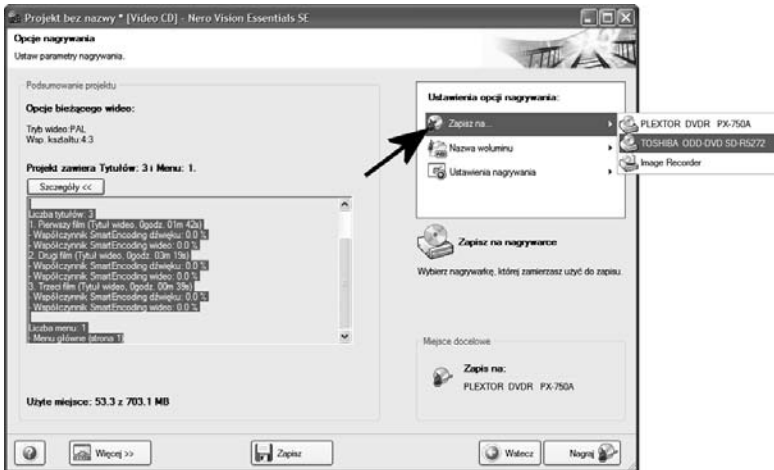 Projekt bez nazwy * [Video CD] - Nero Vision Essentials SE
Opcje nagrywania
Ustaw parametry nagrywania.
Podsumowanie projektu
Opcje bieżącego wideo:
Tryb wideo:PAL
Wsp. kształtu:4:3
Projekt zawiera Tytułów: 3 i Menu: 1.
Szczegóły <<
Liczba tytułów: 3
1. Pierwszy film (Tytuł wideo, 0godz. 01m 42s)
- Współczynnik SmartEncoding dźwięku: 0.0 %
- Współczynnik SmartEncoding wideo: 0.0 %
2. Drugi film (Tytuł wideo, 0godz. 03m 19s)
- Współczynnik SmartEncoding dźwięku: 0.0 %
- Współczynnik SmartEncoding wideo: 0.0 %
3. Trzeci film (Tytuł wideo, 0godz. 00m 39s)
- Współczynnik SmartEncoding dźwięku: 0.0 %
- Współczynnik SmartEncoding wideo: 0.0 %
Liczba menu: 1
- Menu główne (strona 1)
Użyte miejsce: 53.3 z 703.1 MB
Ustawienia opcji nagrywania:
Zapisz na...
Nazwa woluminu
Ustawienia nagrywania
PLEXTOR DVDR PX-750A
TOSHIBA ODD-DVD SD-R5272
Image Recorder
Zapisz na nagrywarce
Wybierz nagrywarkę, której zamierzasz użyć do zapisu.
Miejsce docelowe
Zapis na:
PLEXTOR DVDR PX-750A
Więcej >>
Zapisz
Wstecz
Nagraj